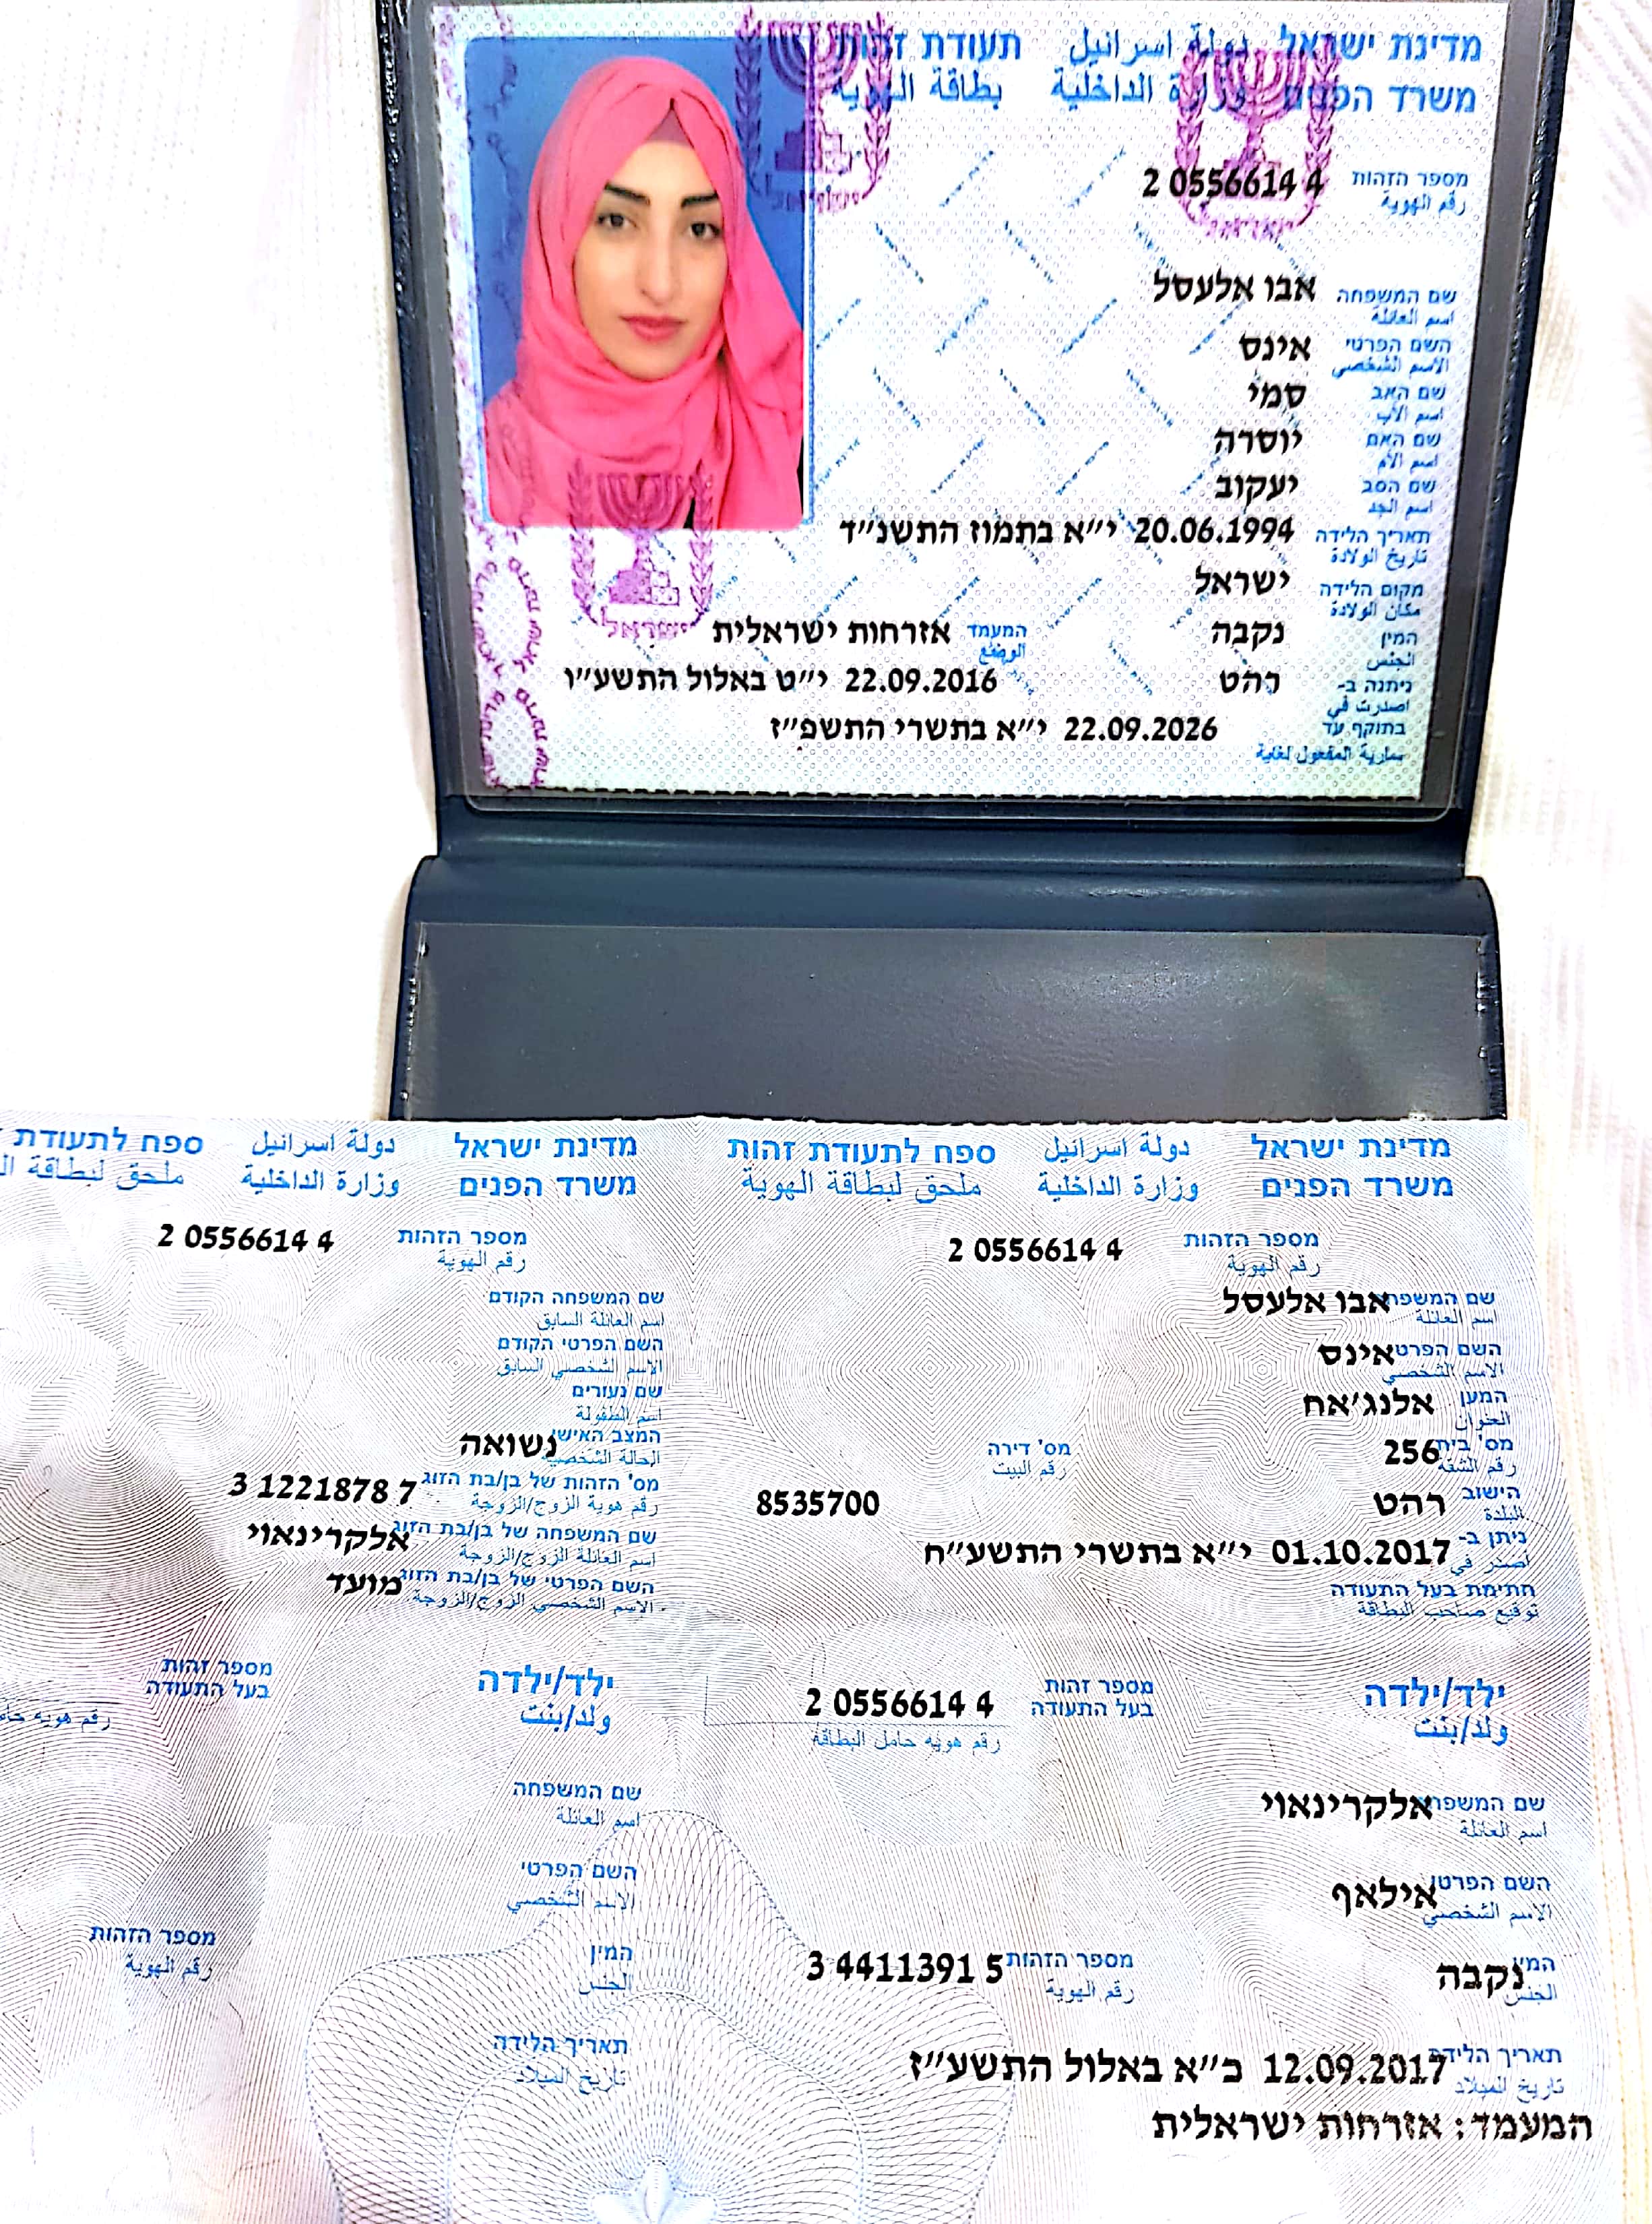 מדינת ישראל دولة اسرائيل תעודת זהות
משרד הפנים وزارة الداخلية بطاقة الهوية
מספר הזהות 2 0556614 4
رقم الهوية
שם המשפחה אבו אלעסל
اسم العائلة
השם הפרטי אינס
الاسم الشخصي
שם האב סמי
اسم الأب
שם האם יוסרה
اسم الأم
שם הסב יעקוב
اسم الجد
תאריך הלידה 20.06.1994 י״א בתמוז התשנ״ד
تاريخ الولادة
מקום הלידה ישראל
مكان الولادة
המין נקבה המעמד אזרחות ישראלית
الجنس الوضع
ניתנה ב- רהט 22.09.2016 י״ט באלול התשע״ו
اصدرت في
בתוקף עד 22.09.2026 י״א בתשרי התשפ״ז
سارية المفعول لغاية
ישראל
מדינת ישראל دولة اسرائيل ספח לתעודת זהות
משרד הפנים وزارة الداخلية ملحق لبطاقة الهوية
מספר הזהות 2 0556614 4
رقم الهوية
שם המשפח אבו אלעסל
اسم العائلة
השם הפרט אינס
الاسم الشخصي
המען אלנג'אח
العنوان
מס' בית 256 מס' דירה
رقم الشقة رقم البيت
הישוב רהט 8535700
البلدة
ניתן ב- 01.10.2017 י״א בתשרי התשע״ח
أصدر في
חתימת בעל התעודה
توقيع صاحب البطاقة
מדינת ישראל دولة اسرائيل ספח לתעודת
משרד הפנים وزارة الداخلية ملحق لبطاقة
מספר הזהות 2 0556614 4
رقم الهوية
שם המשפחה הקודם
اسم العائلة السابق
השם הפרטי הקודם
الاسم الشخصي السابق
שם נעורים
اسم الطفولة
המצב האישי נשואה
الحالة الشخصية
מס' הזהות של בן/בת הזוג 3 1221878 7
رقم هوية الزوج/الزوجة
שם המשפחה של בן/בת הזוג אלקרינאוי
اسم العائلة الزوج/الزوجة
השם הפרטי של בן/בת הזוג מועד
الاسم الشخصي الزوج/الزوجة
ילד/ילדה מספר זהות 2 0556614 4
ولد/بنت בעל התעודה
رقم هوية حامل البطاقة
שם המשפח אלקרינאוי
اسم العائلة
השם הפרטי אילאף
الاسم الشخصي
המין נקבה מספר הזהות 3 4411391 5
الجنس رقم الهوية
תאריך הליד 12.09.2017 כ״א באלול התשע״ז
تاريخ الميلاد
המעמד: אזרחות ישראלית
ילד/ילדה מספר זהות
ولد/بنت בעל התעודה
رقم هوية
שם המשפחה
اسم العائلة
השם הפרטי
الاسم الشخصي
המין מספר הזהות
الجنس رقم الهوية
תאריך הלידה
تاريخ الميلاد